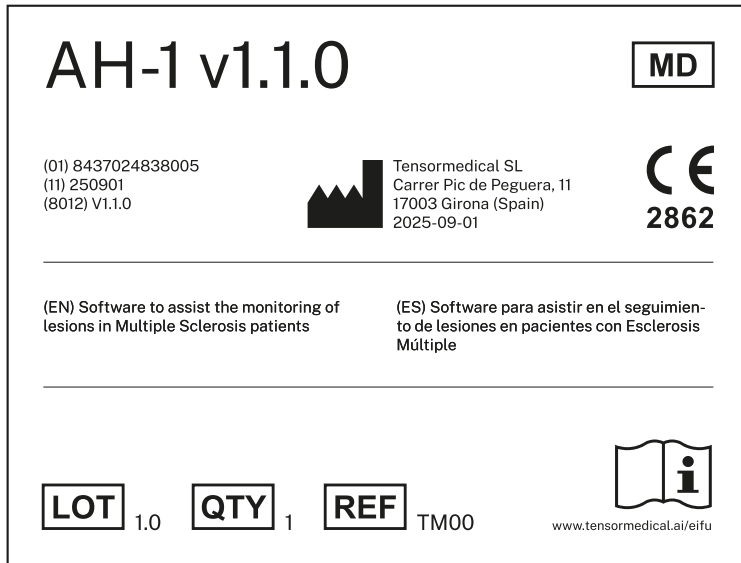 AH-1 v1.1.0
MD
(01) 8437024838005
(11) 250901
(8012) V1.1.0
Tensormedical SL
Carrer Pic de Peguera, 11
17003 Girona (Spain)
2025-09-01
CE
2862
(EN) Software to assist the monitoring of
lesions in Multiple Sclerosis patients
(ES) Software para asistir en el seguimien-
to de lesiones en pacientes con Esclerosis
Múltiple
LOT 1.0
QTY 1
REF TM00
i
www.tensormedical.ai/eifu